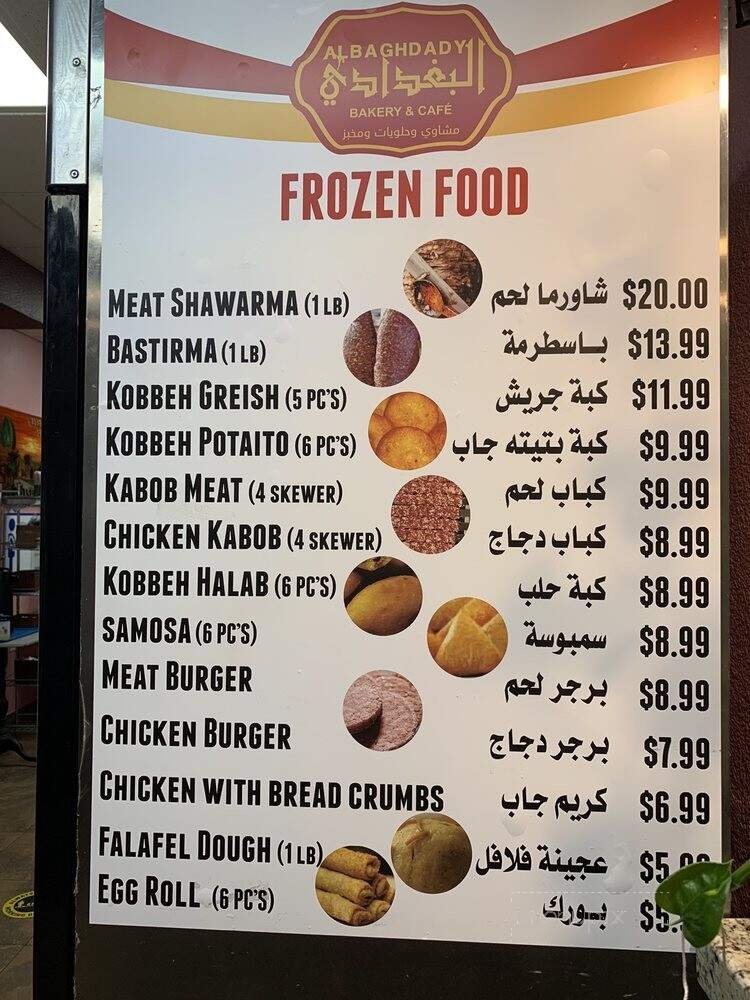 ALBAGHDADY
البغدادي
BAKERY & CAFÉ
مشاوي وحلويات ومخبز
FROZEN FOOD
MEAT SHAWARMA (1 LB) شاورما لحم $20.00
BASTIRMA (1 LB) باسطرمة $13.99
KOBBEH GREISH (5 PC'S) كبة جريش $11.99
KOBBEH POTAITO (6 PC'S) كبة بتيته جاب $9.99
KABOB MEAT (4 SKEWER) كباب لحم $9.99
CHICKEN KABOB (4 SKEWER) كباب دجاج $8.99
KOBBEH HALAB (6 PC'S) كبة حلب $8.99
SAMOSA (6 PC'S) سمبوسة $8.99
MEAT BURGER برجر لحم $8.99
CHICKEN BURGER برجر دجاج $7.99
CHICKEN WITH BREAD CRUMBS كريم جاب $6.99
FALAFEL DOUGH (1 LB) عجينة فلافل
EGG ROLL (6 PC'S) بورك